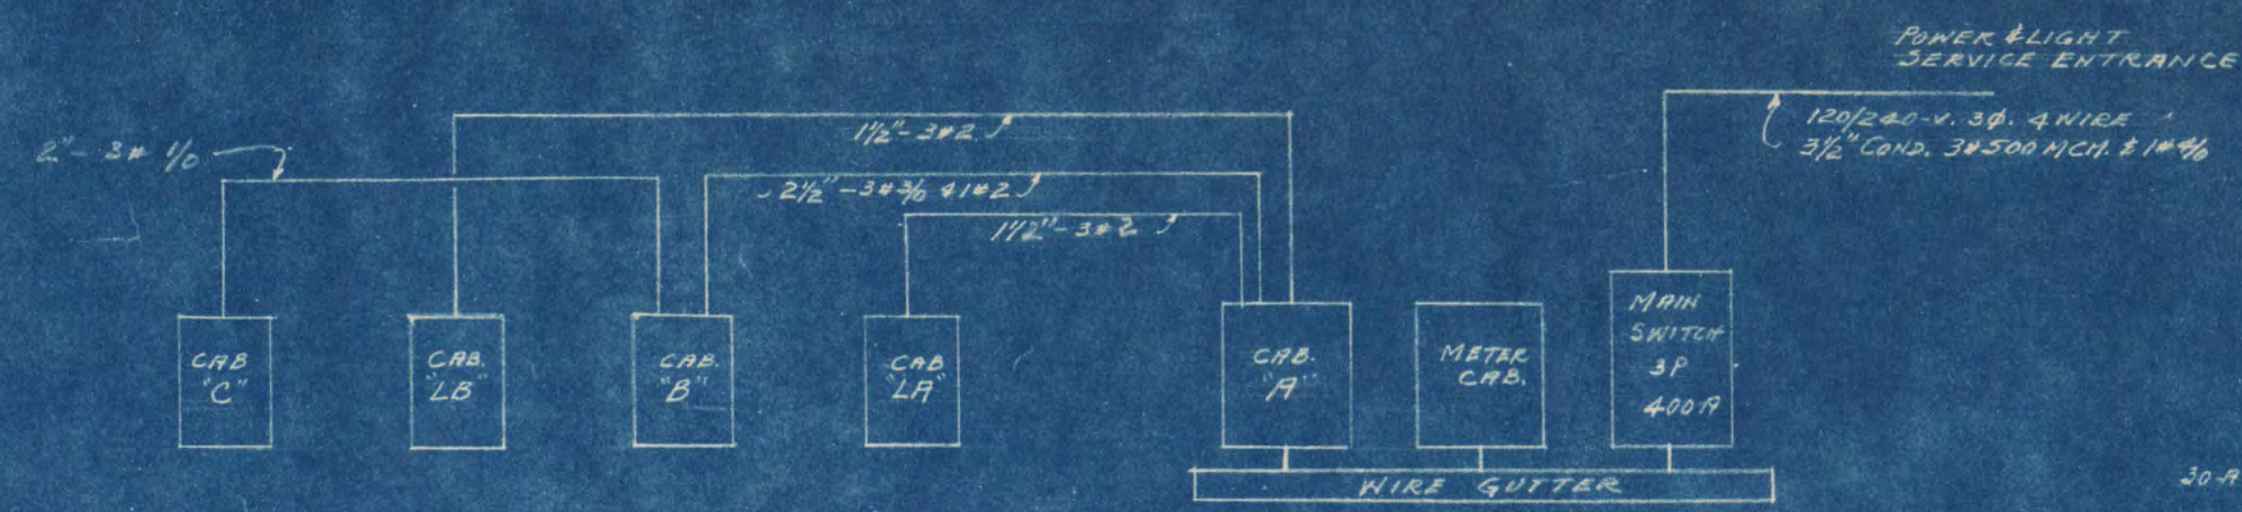 POWER & LIGHT
SERVICE ENTRANCE
120/240-V. 3Φ. 4 WIRE
3½" COND. 3#500 MCM. & 1#4/0
1½"-3#2
2"- 3# 1/0
2½"-3#3/0 & 1#2
1½"-3#2
CAB
"C"
CAB.
"LB"
CAB.
"B"
CAB
"LA"
CAB.
"A"
METER
CAB.
MAIN
SWITCH
3P
400A
WIRE GUTTER
30-A